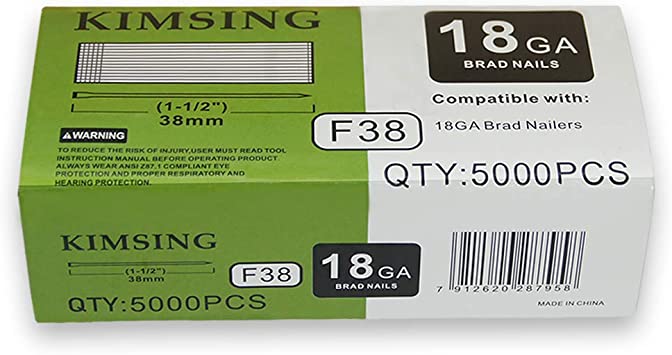 KIMSING
(1-1/2")
38mm
F38
WARNING
TO REDUCE THE RISK OF INJURY,USER MUST READ TOOL
INSTRUCTION MANUAL BEFORE OPERATING PRODUCT
ALWAYS WEAR ANSI Z87,1 COMPLIANT EYE
PROTECTION AND PROPER RESPIRATORY AND
HEARING PROTECTION.
18GA
BRAD NAILS
Compatible with:
18GA Brad Nailers
QTY:5000PCS
KIMSING
(1-1/2")
38mm
F38
QTY:5000PCS
18GA
BRAD NAILS
7 912620 287958
MADE IN CHINA